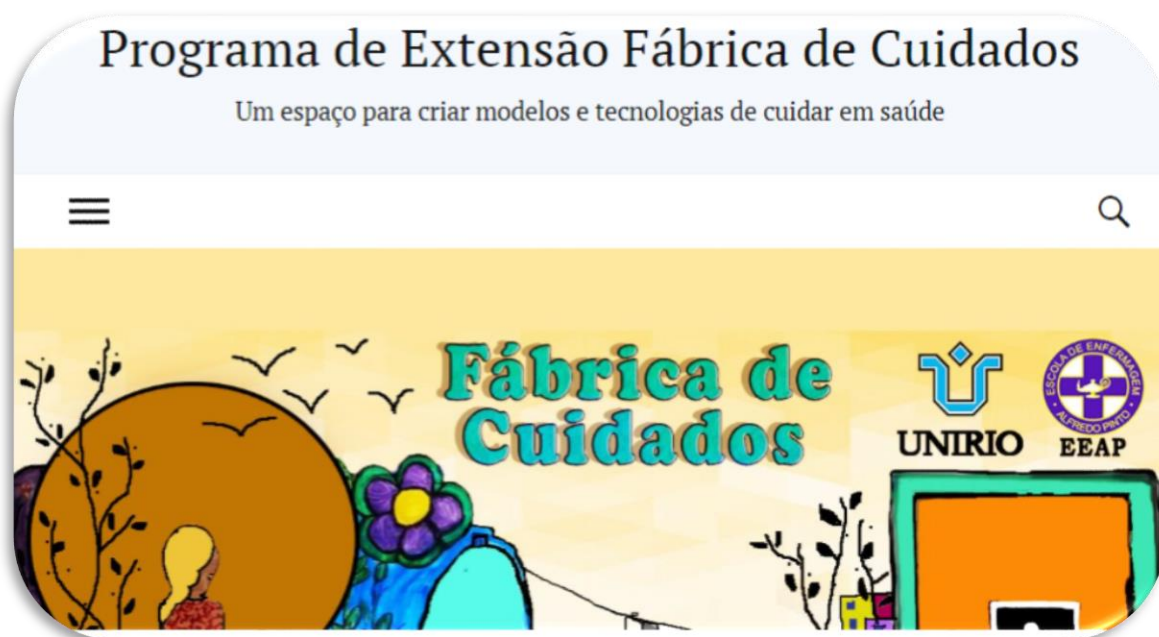 Programa de Extensão Fábrica de Cuidados
Um espaço para criar modelos e tecnologias de cuidar em saúde
Fábrica de
Cuidados
UNIRIO
ESCOLA DE ENFERMAGEM
ALFREDO PINTO
EEAP